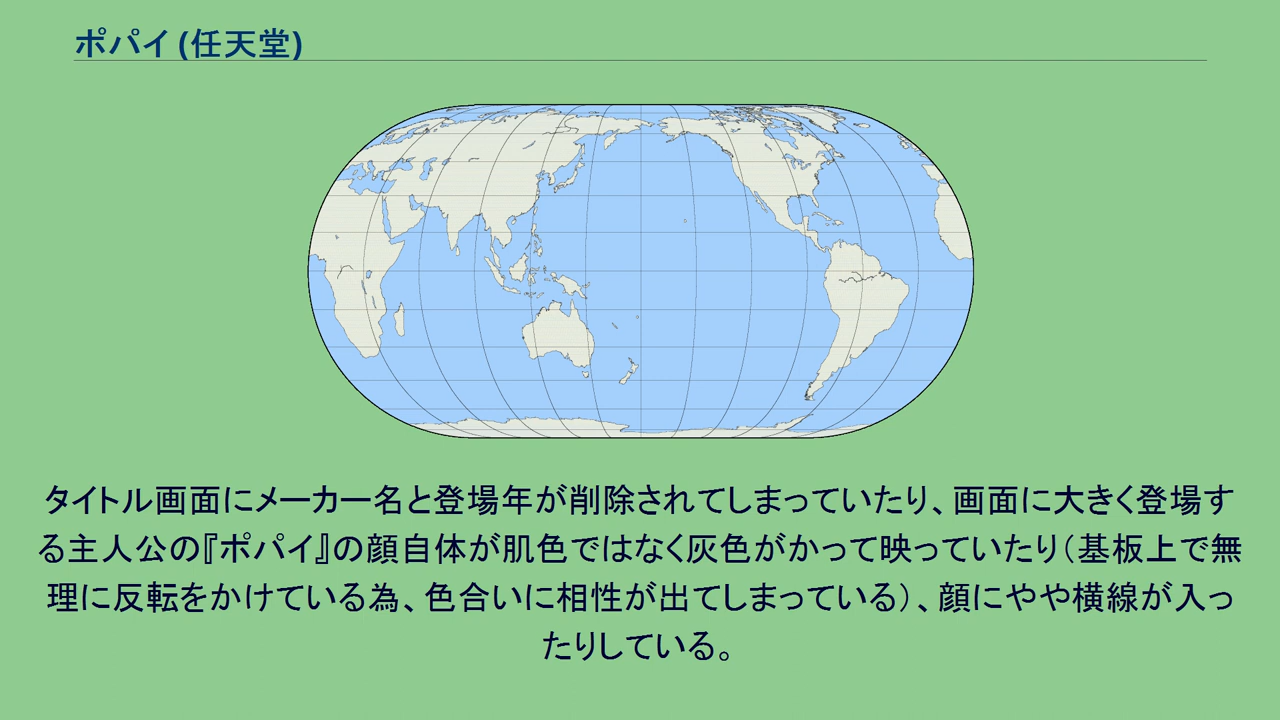 ポパイ (任天堂)
タイトル画面にメーカー名と登場年が削除されてしまっていたり、画面に大きく登場す
る主人公の『ポパイ』の顔自体が肌色ではなく灰色がかって映っていたり（基板上で無
理に反転をかけている為、色合いに相性が出てしまっている）、顔にやや横線が入っ
たりしている。